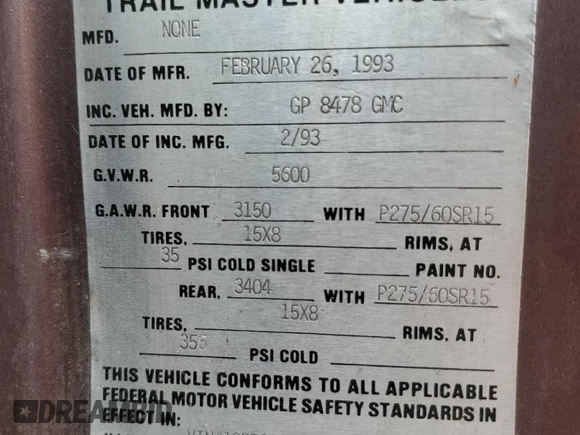 TRAIL MASTER VEHICLES
MFD. NONE
DATE OF MFR. FEBRUARY 26, 1993
INC. VEH. MFD. BY: GP 8478 GMC
DATE OF INC. MFG. 2/93
G.V.W.R. 5600
G.A.W.R. FRONT 3150 WITH P275/60SR15
TIRES, 15X8 RIMS, AT
35 PSI COLD SINGLE PAINT NO.
REAR, 3404 WITH P275/60SR15
TIRES, 15X8 RIMS, AT
PSI COLD
THIS VEHICLE CONFORMS TO ALL APPLICABLE
FEDERAL MOTOR VEHICLE SAFETY STANDARDS IN
EFFECT IN:
DREAMBID